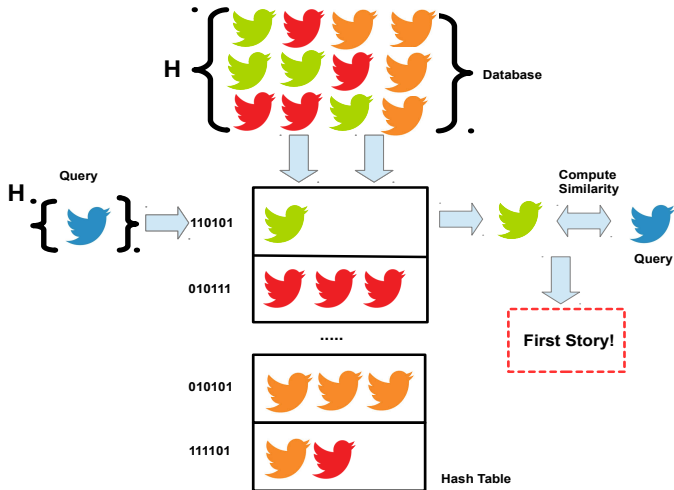 H
Database
Query
H
Compute
Similarity
110101
Query
010111
First Story!
.....
010101
111101
Hash Table